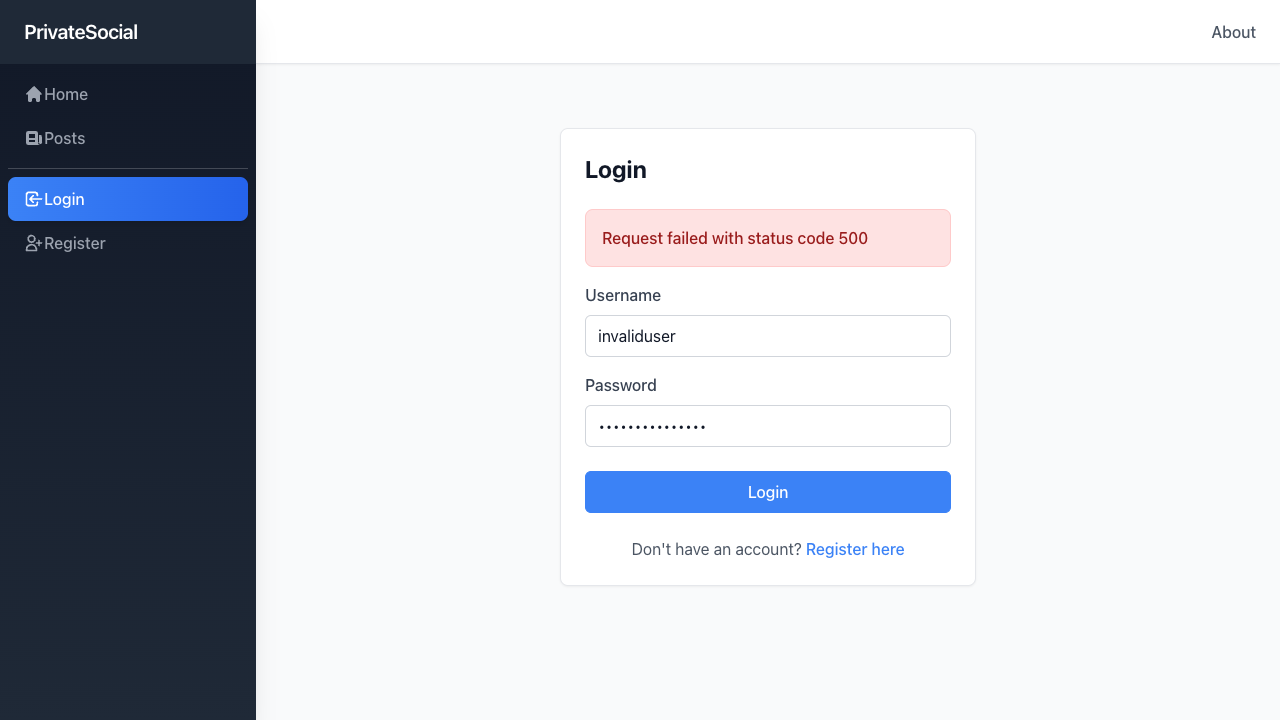 PrivateSocial
About
Home
Posts
Login
Register
Login
Request failed with status code 500
Username
invaliduser
Password
•••••••••••••••
Login
Don't have an account? Register here